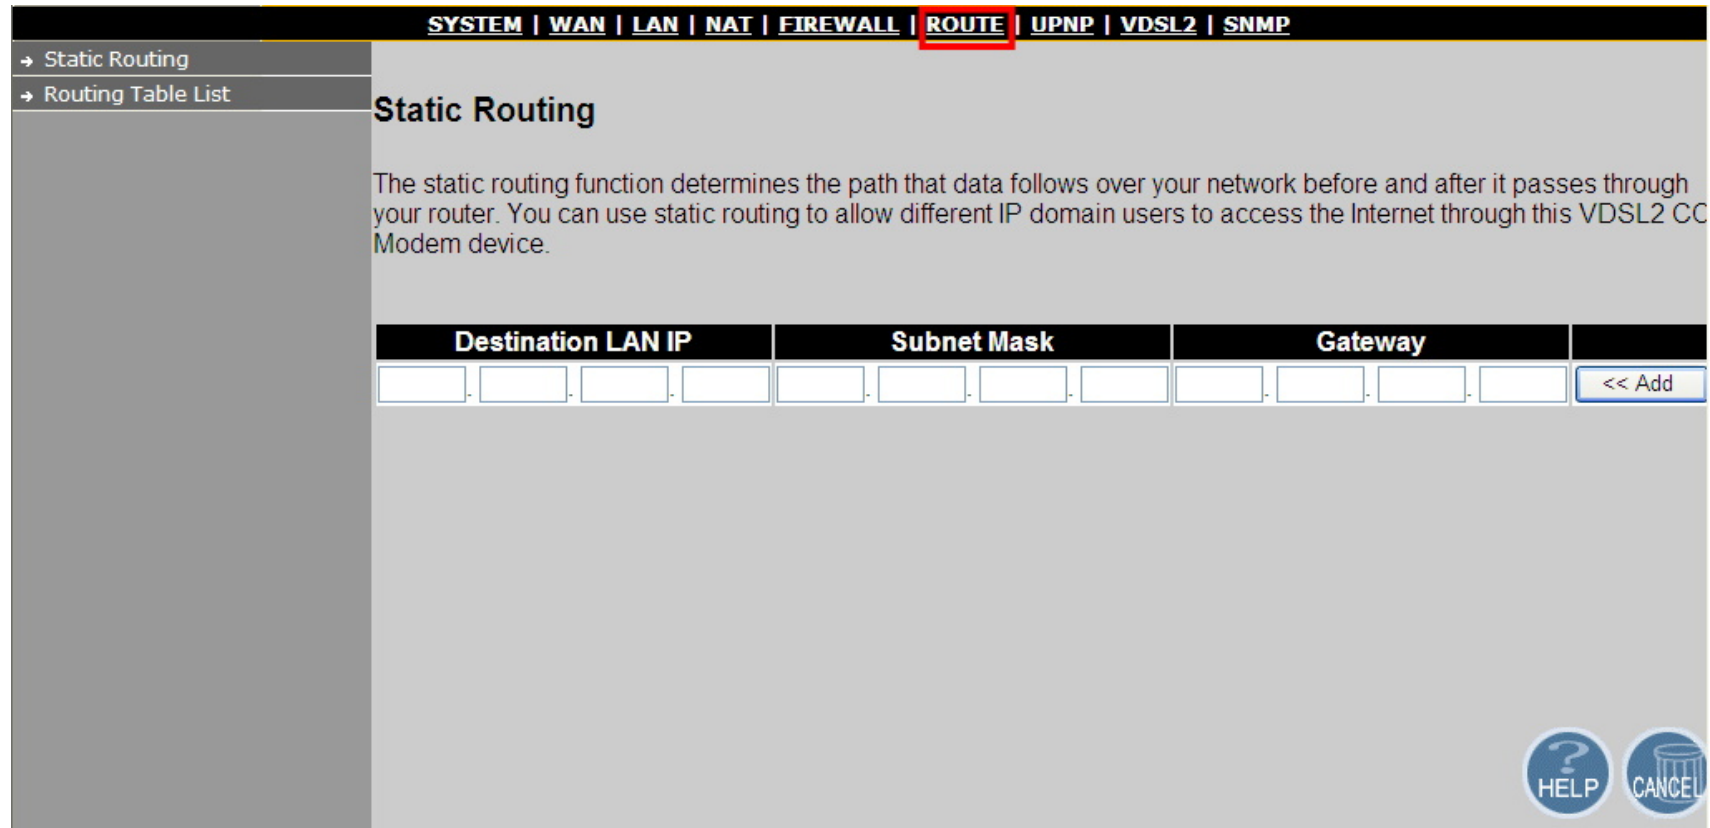 SYSTEM | WAN | LAN | NAT | FIREWALL | ROUTE | UPNP | VDSL2 | SNMP
→ Static Routing
→ Routing Table List
Static Routing
The static routing function determines the path that data follows over your network before and after it passes through
your router. You can use static routing to allow different IP domain users to access the Internet through this VDSL2 CO
Modem device.
Destination LAN IP Subnet Mask Gateway
. . . . . . . . . << Add
? HELP CANCEL